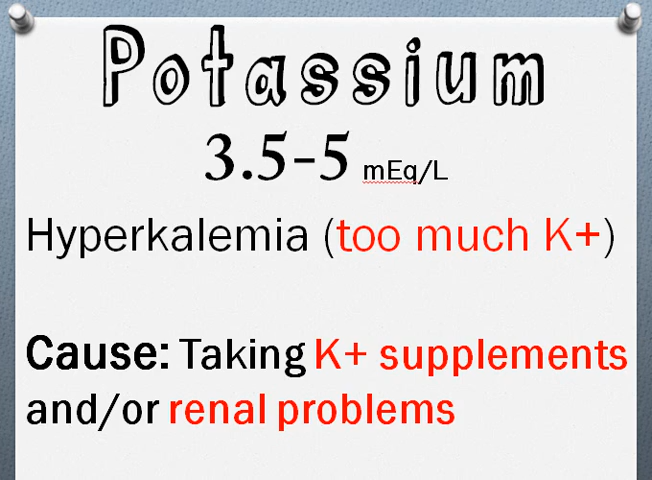 Potassium
3.5-5 mEq/L
Hyperkalemia (too much K+)
Cause: Taking K+ supplements
and/or renal problems